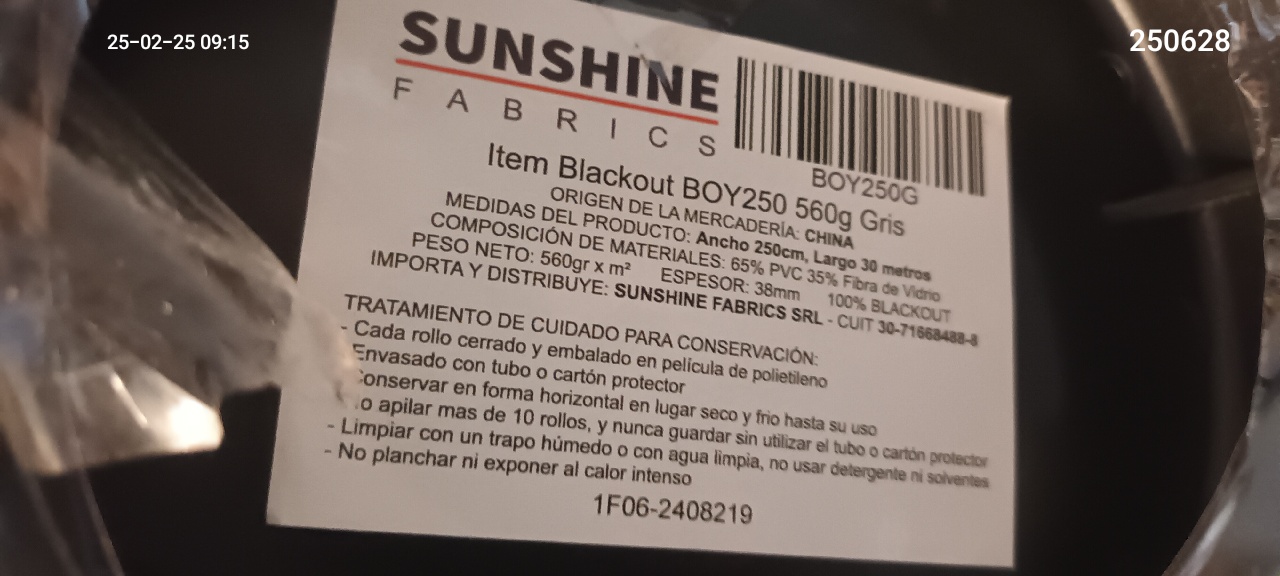 25-02-25 09:15
250628
SUNSHINE
FABRICS
BOY250G
Item Blackout BOY250 560g Gris
ORIGEN DE LA MERCADERÍA: CHINA
MEDIDAS DEL PRODUCTO: Ancho 250cm, Largo 30 metros
COMPOSICIÓN DE MATERIALES: 65% PVC 35% Fibra de Vidrio
PESO NETO: 560gr x m² ESPESOR: 38mm 100% BLACKOUT
IMPORTA Y DISTRIBUYE: SUNSHINE FABRICS SRL - CUIT 30-71668488-8
TRATAMIENTO DE CUIDADO PARA CONSERVACIÓN:
- Cada rollo cerrado y embalado en película de polietileno
Envasado con tubo o cartón protector
onservar en forma horizontal en lugar seco y frio hasta su uso
o apilar mas de 10 rollos, y nunca guardar sin utilizar el tubo o cartón protector
- Limpiar con un trapo húmedo o con agua limpia, no usar detergente ni solventes
- No planchar ni exponer al calor intenso
1F06-2408219